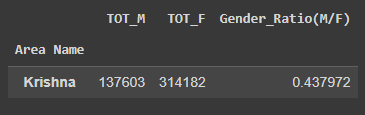 TOT_M TOT_F Gender_Ratio(M/F)
Area Name
Krishna 137603 314182 0.437972